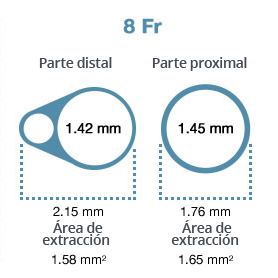 8 Fr
Parte distal
Parte proximal
1.42 mm
1.45 mm
2.15 mm
Área de
extracción
1.58 mm²
1.76 mm
Área de
extracción
1.65 mm²